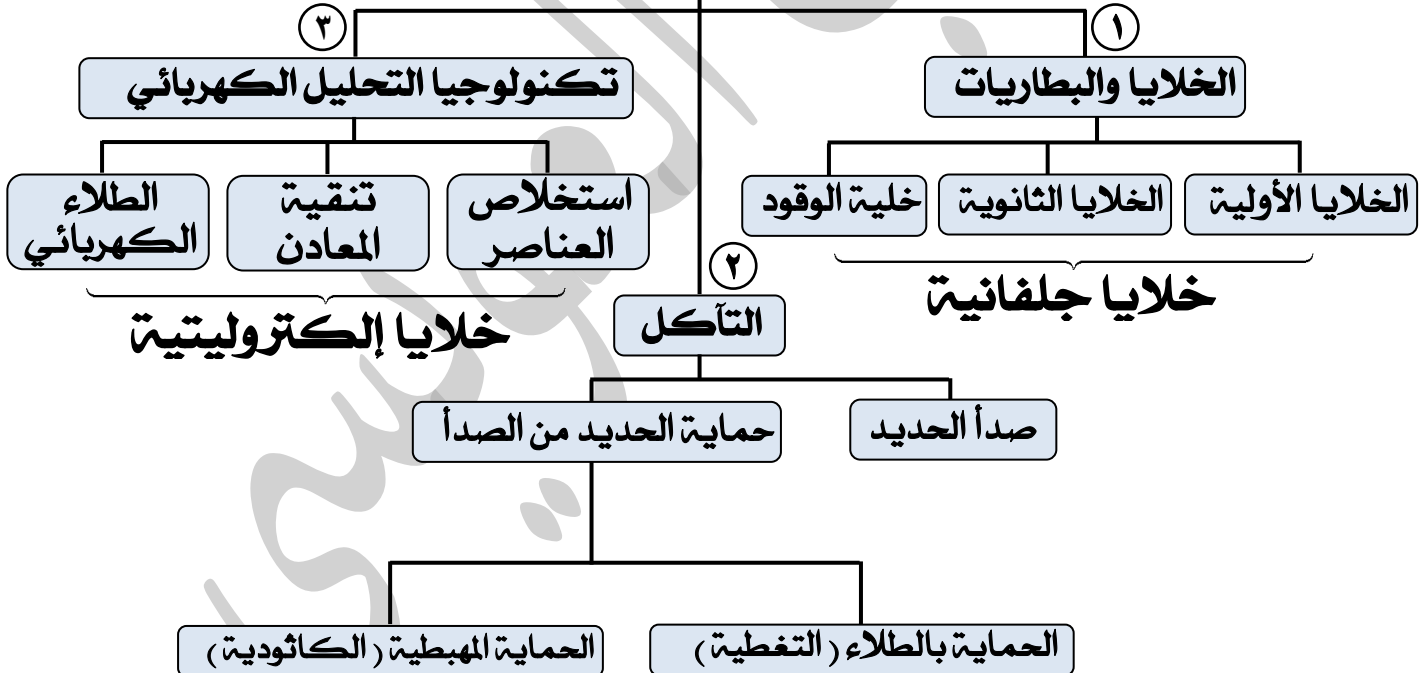 ١
الخلايا والبطاريات
الخلايا الأولية
الخلايا الثانوية
خلية الوقود
خلايا جلفانية
٢
التآكل
صدأ الحديد
حماية الحديد من الصدأ
الحماية بالطلاء (التغطية)
الحماية المهبطية (الكاثودية)
٣
تكنولوجيا التحليل الكهربائي
استخلاص
العناصر
تنقية
المعادن
الطلاء
الكهربائي
خلايا إلكتروليتية